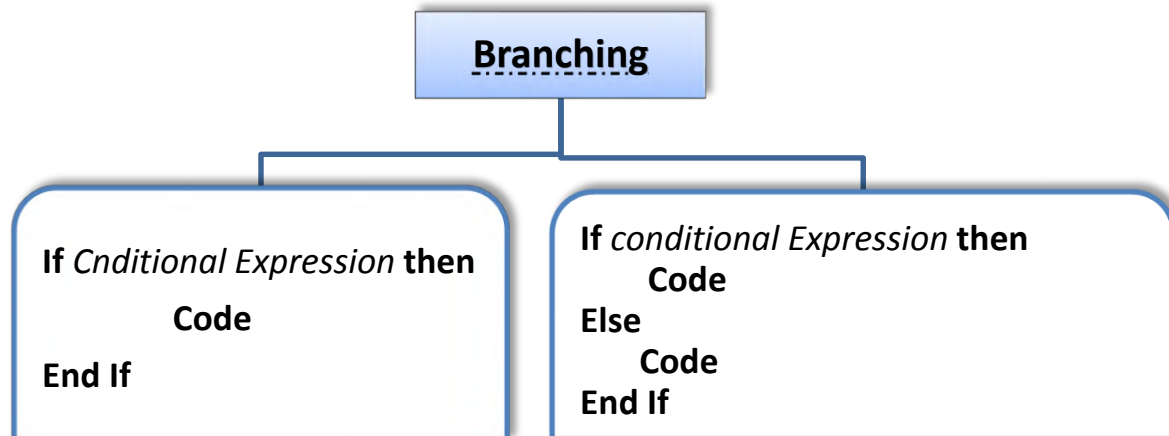 Branching
If Cnditional Expression then
Code
End If
If conditional Expression then
Code
Else
Code
End If